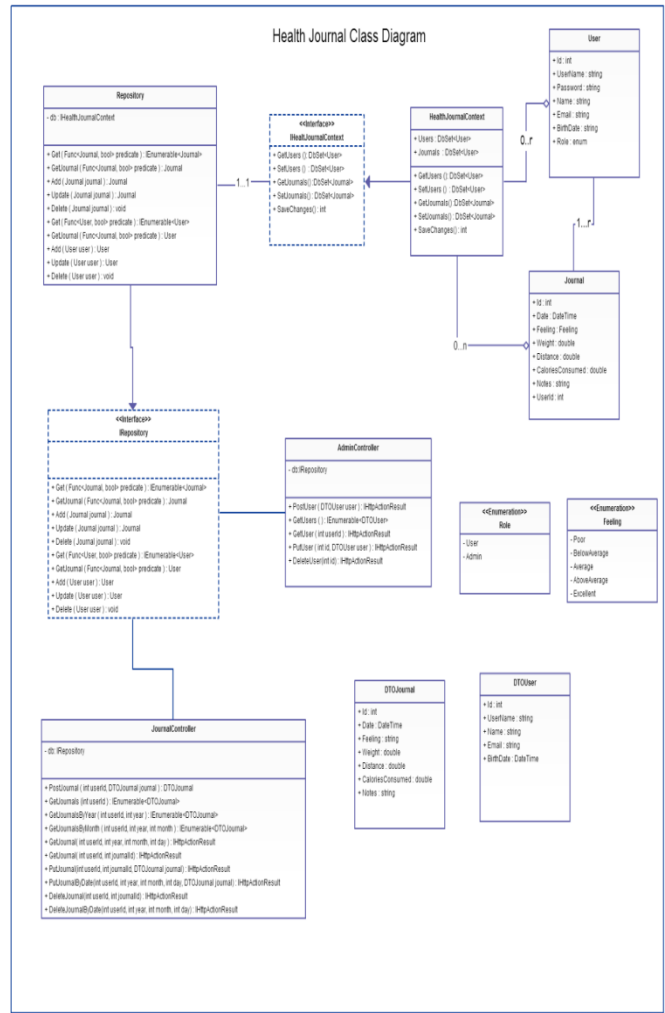 Health Journal Class Diagram
User
+ Id : int
+ UserName : string
+ Password : string
+ Name : string
+ Email : string
+ BirthDate : string
+ Role : enum
Repository
- db : IHealthJournalContext
+ Get ( Func<Journal, bool> predicate ) : IEnumerable<Journal>
+ GetJournal ( Func<Journal, bool> predicate ) : Journal
+ Add ( Journal journal ) : Journal
+ Update ( Journal journal ) : Journal
+ Delete ( Journal journal ) : void
+ Get ( Func<User, bool> predicate ) : IEnumerable<User>
+ GetJournal ( Func<Journal, bool> predicate ) : User
+ Add ( User user ) : User
+ Update ( User user ) : User
+ Delete ( User user ) : void
1...1
<<Interface>>
IHealtJournalContext
+ GetUsers (): DbSet<User>
+ SetUsers () : DbSet<User>
+ GetJournals():DbSet<Journal>
+ SetJournals():DbSet<Journal>
+ SaveChanges() : int
HealthJournalContext
+ Users : DbSet<User>
+ Journals : DbSet<User>
+ GetUsers (): DbSet<User>
+ SetUsers () : DbSet<User>
+ GetJournals():DbSet<Journal>
+ SetJournals():DbSet<Journal>
+ SaveChanges() : int
0...r
1...r
0...n
Journal
+ Id : int
+ Date : DateTime
+ Feeling : Feeling
+ Weight : double
+ Distance : double
+ CaloriesConsumed : double
+ Notes : string
+ UserId : int
<<Interface>>
IRepository
+ Get ( Func<Journal, bool> predicate ) : IEnumerable<Journal>
+ GetJournal ( Func<Journal, bool> predicate ) : Journal
+ Add ( Journal journal ) : Journal
+ Update ( Journal journal ) : Journal
+ Delete ( Journal journal ) : void
+ Get ( Func<User, bool> predicate ) : IEnumerable<User>
+ GetJournal ( Func<Journal, bool> predicate ) : User
+ Add ( User user ) : User
+ Update ( User user ) : User
+ Delete ( User user ) : void
AdminController
- db:IRepository
+ PostUser ( DTOUser user ) : IHttpActionResult
+ GetUsers ( ) : IEnumerable<DTOUser>
+ GetUser ( int userId ) : IHttpActionResult
+ PutUser ( int id, DTOUser user ) : IHttpActionResult
+ DeleteUser(int id) : IHttpActionResult
<<Enumeration>>
Role
- User
- Admin
<<Enumeration>>
Feeling
- Poor
- BelowAverage
- Average
- AboveAverage
- Excellent
DTOJournal
+ Id : int
+ Date : DateTime
+ Feeling : string
+ Weight : double
+ Distance : double
+ CaloriesConsumed : double
+ Notes : string
DTOUser
+ Id : int
+ UserName : string
+ Name : string
+ Email : string
+ BirthDate : DateTime
JournalController
- db: IRepository
+ PostJournal ( int userId, DTOJournal journal ) : DTOJournal
+ GetJournals (int userId ) : IEnumerable<DTOJournal>
+ GetJournalsByYear ( int userId, int year ) : IEnumerable<DTOJournal>
+ GetJournalsByMonth ( int userId, int year, int month ) : IEnumerable<DTOJournal>
+ GetJournal( int userId, int year, int month, int day ) : IHttpActionResult
+ GetJournal( int userId, int journalId) : IHttpActionResult
+ PutJournal(int userId, int journalId, DTOJournal journal) : IHttpActionResult
+ PutJournalByDate(int userId, int year, int month, int day, DTOJournal journal): IHttpActionResult
+ DeleteJournal(int userId, int journalId) : IHttpActionResult
+ DeleteJournalByDate(int userId, int year, int month, int day) : IHttpActionResult